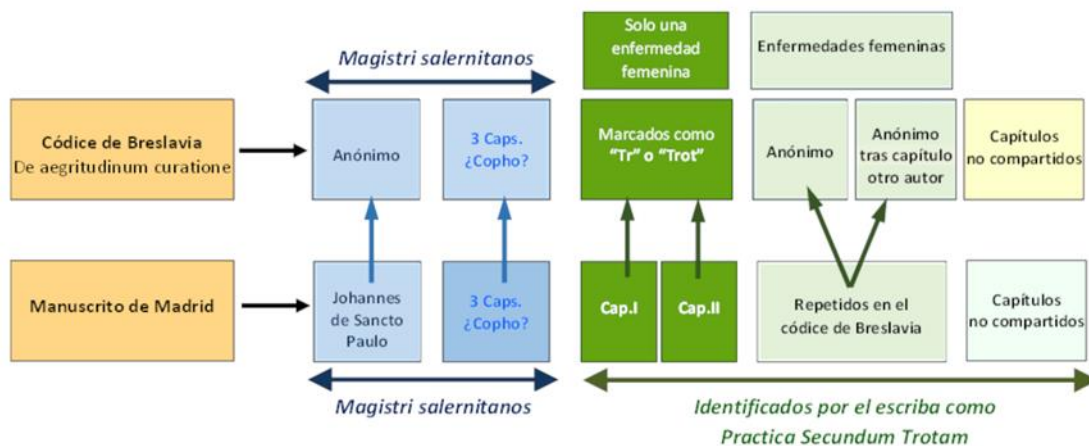 Solo una
enfermedad
femenina
Enfermedades femeninas
Magistri salernitanos
Códice de Breslavia
De aegritudinum curatione
Anónimo
3 Caps.
¿Copho?
Marcados como
"Tr" o "Trot"
Anónimo
Anónimo
tras capítulo
otro autor
Capítulos
no compartidos
Manuscrito de Madrid
Johannes
de Sancto
Paulo
3 Caps.
¿Copho?
Cap.I
Cap.II
Repetidos en el
códice de Breslavia
Capítulos
no compartidos
Magistri salernitanos
Identificados por el escriba como
Practica Secundum Trotam